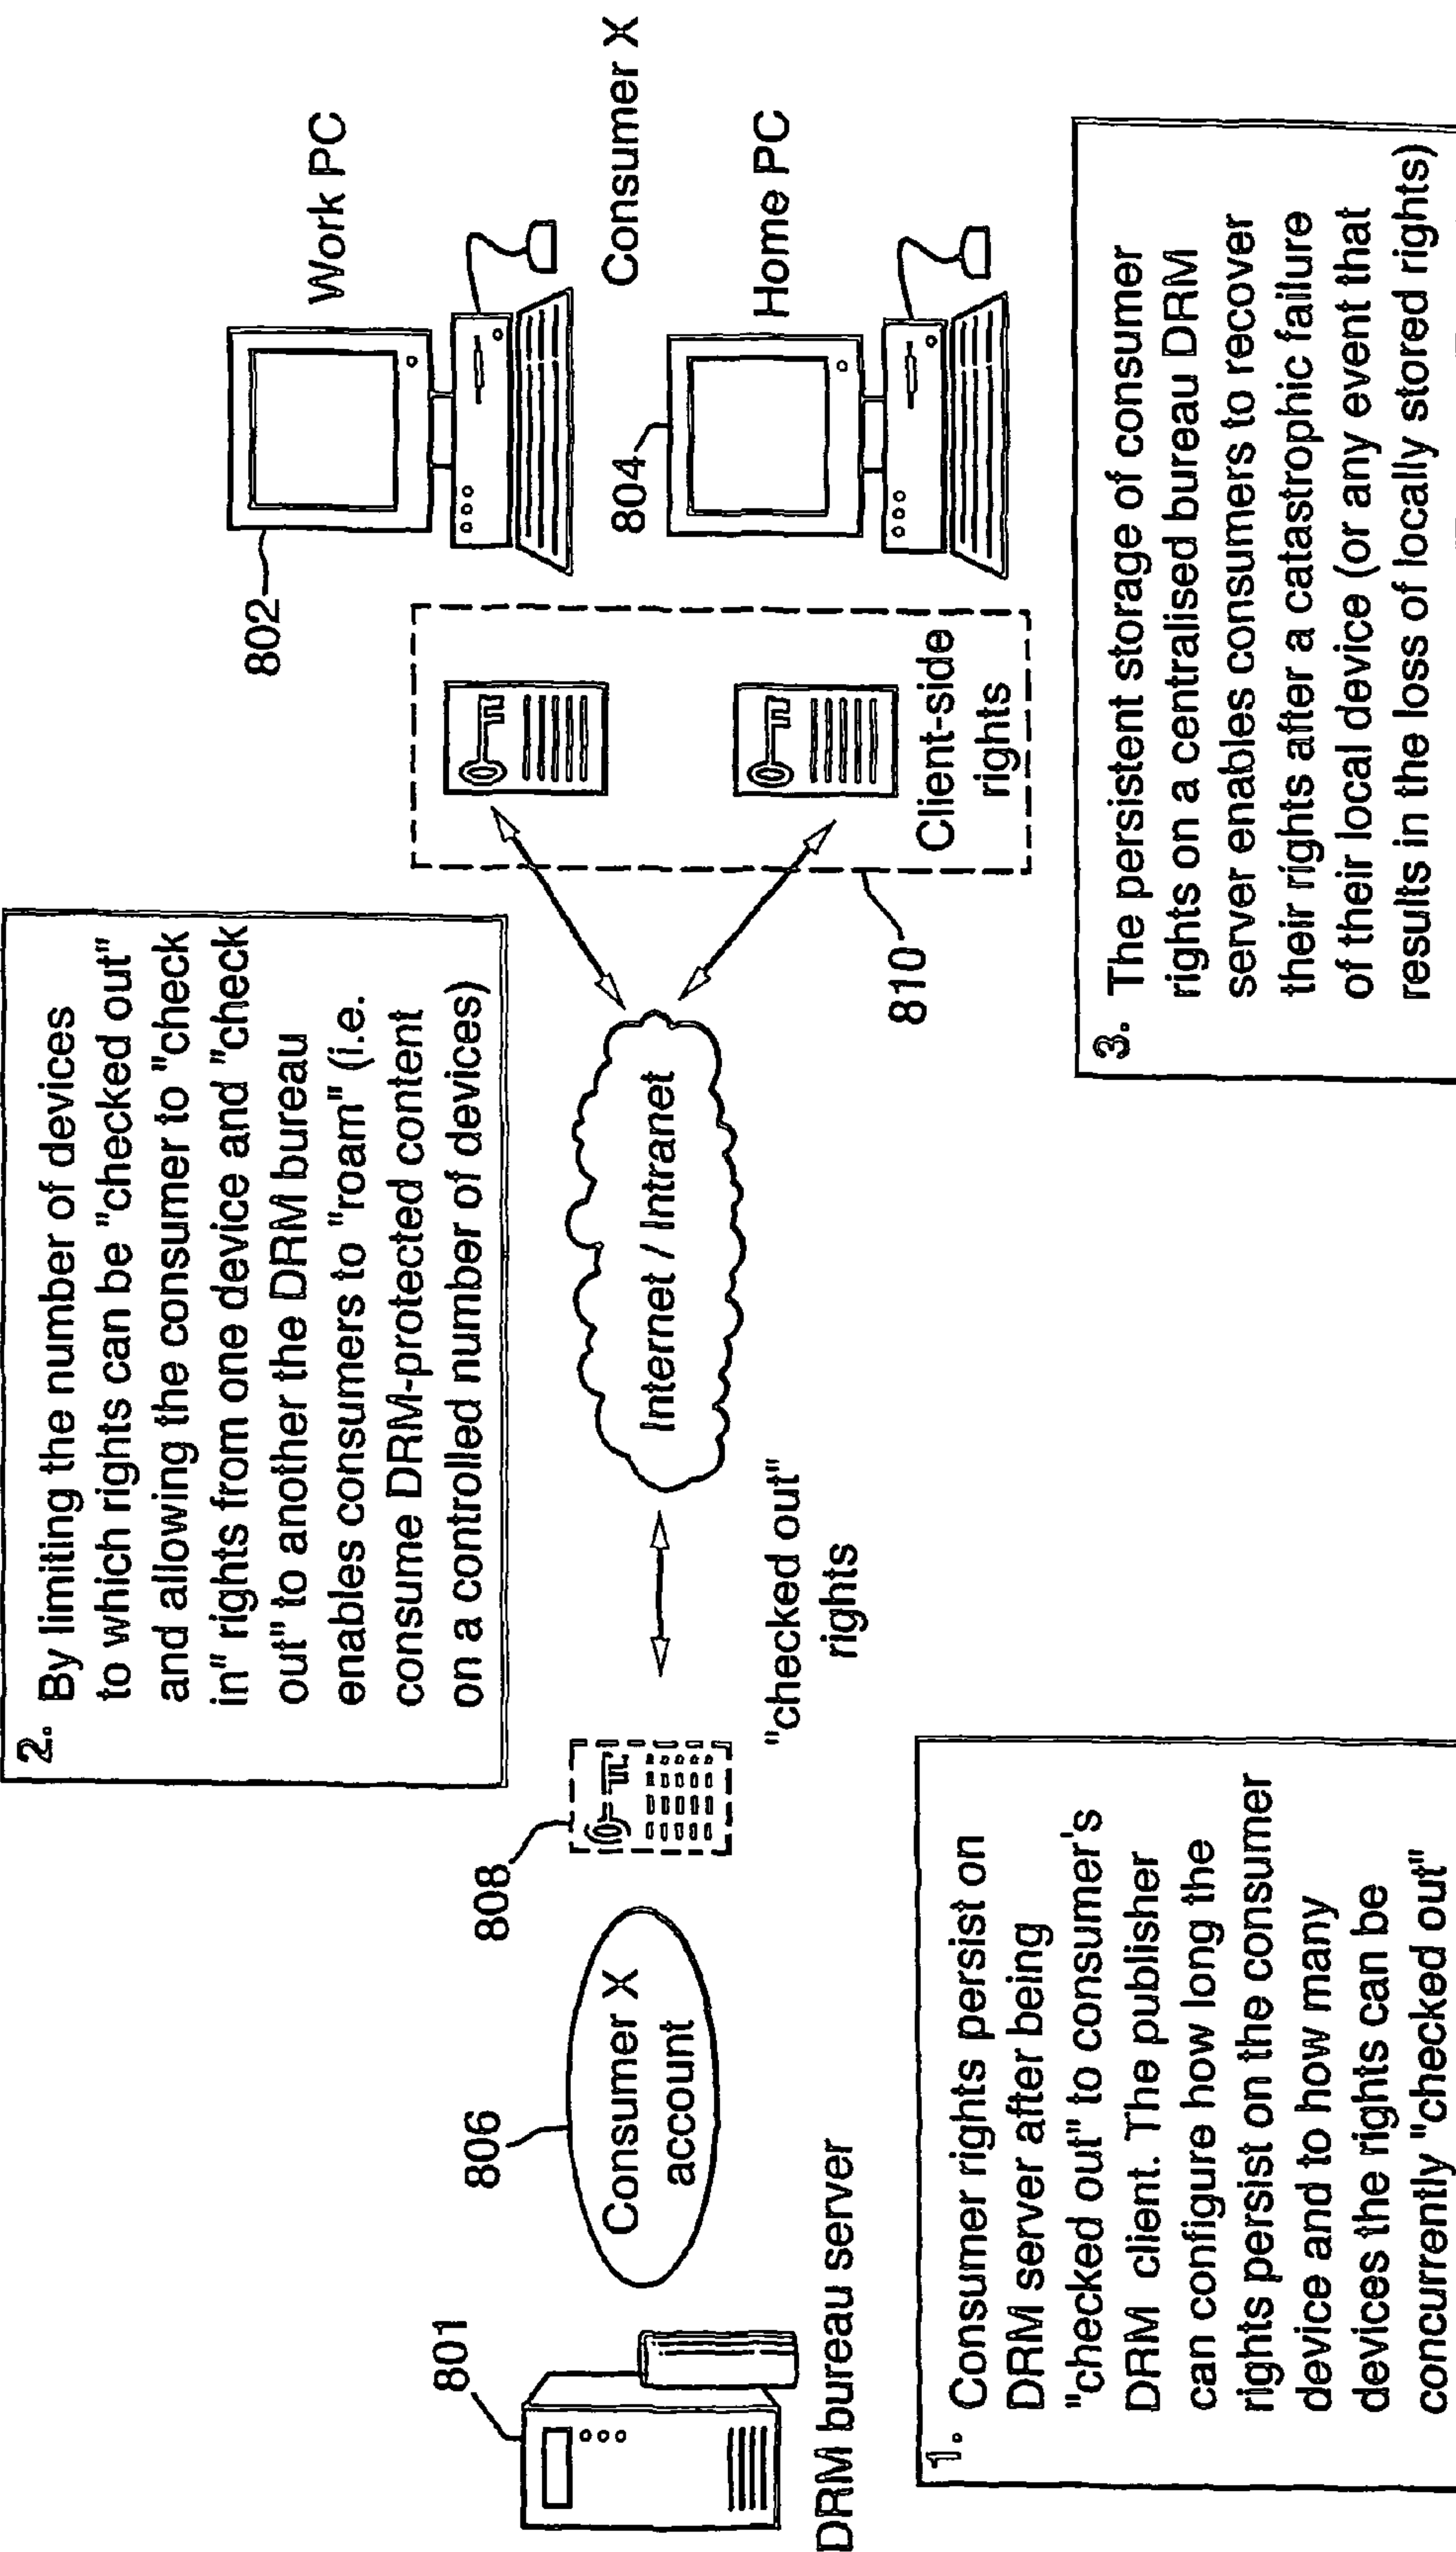 2. By limiting the number of devices
to which rights can be "checked out"
and allowing the consumer to "check
in" rights from one device and "check
out" to another the DRM bureau
enables consumers to "roam" (i.e.
consume DRM-protected content
on a controlled number of devices)
802
Work PC
801
806
808
Consumer X
account
Internet / Intranet
"checked out"
rights
Consumer X
804
Home PC
Client-side
rights
810
DRM bureau server
1. Consumer rights persist on
DRM server after being
"checked out" to consumer's
DRM client. The publisher
can configure how long the
rights persist on the consumer
device and to how many
devices the rights can be
concurrently "checked out"
3. The persistent storage of consumer
rights on a centralised bureau DRM
server enables consumers to recover
their rights after a catastrophic failure
of their local device (or any event that
results in the loss of locally stored rights)